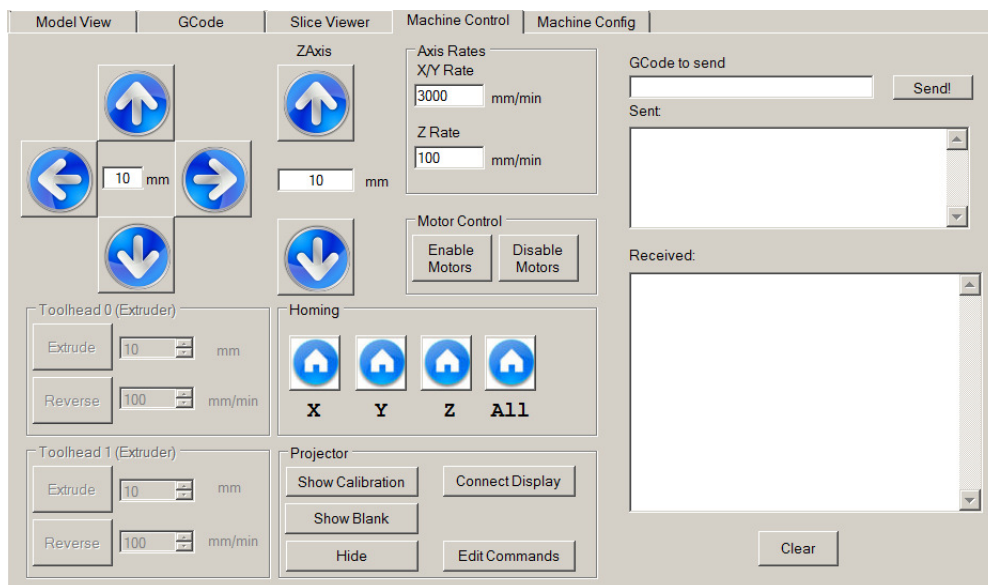 Model View
GCode
Slice Viewer
Machine Control
Machine Config
ZAxis
10 mm
10 mm
Axis Rates
X/Y Rate
3000 mm/min
Z Rate
100 mm/min
Motor Control
Enable
Motors
Disable
Motors
GCode to send
Send!
Sent:
Received:
Clear
Toolhead 0 (Extruder)
Extrude 10 mm
Reverse 100 mm/min
Homing
X Y Z All
Toolhead 1 (Extruder)
Extrude 10 mm
Reverse 100 mm/min
Projector
Show Calibration
Connect Display
Show Blank
Hide
Edit Commands